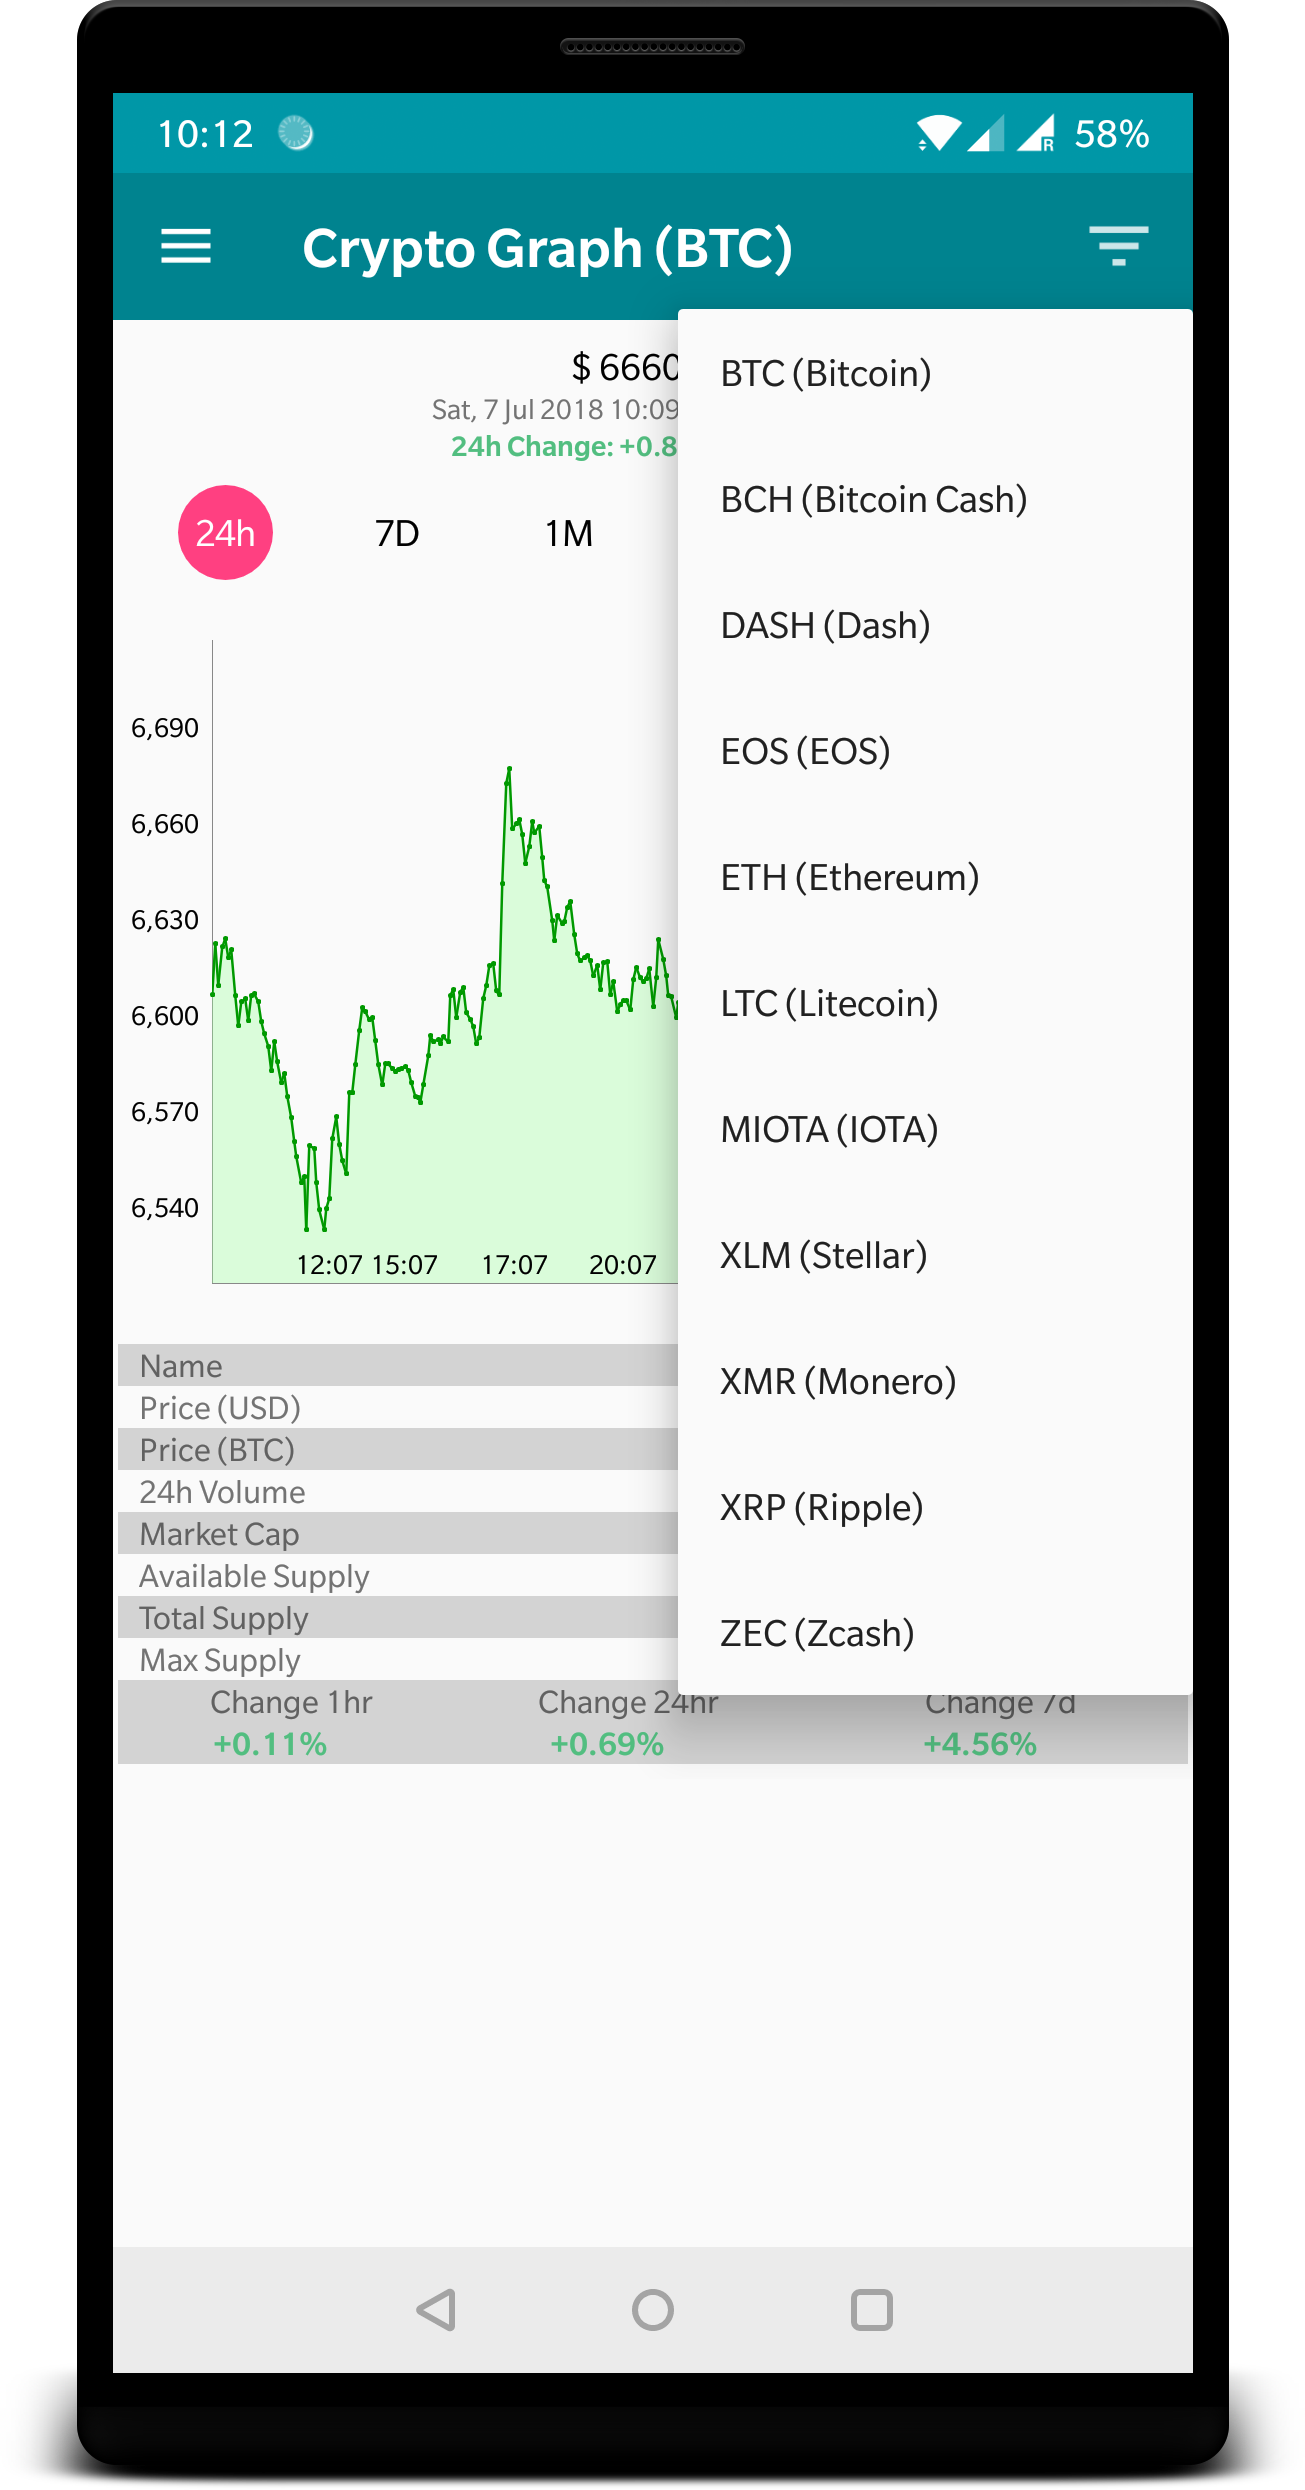 10:12 58%
Crypto Graph (BTC)
$ 6660
Sat, 7 Jul 2018 10:09
24h Change: +0.8
24h 7D 1M
6,690
6,660
6,630
6,600
6,570
6,540
12:07 15:07 17:07 20:07
BTC (Bitcoin)
BCH (Bitcoin Cash)
DASH (Dash)
EOS (EOS)
ETH (Ethereum)
LTC (Litecoin)
MIOTA (IOTA)
XLM (Stellar)
XMR (Monero)
XRP (Ripple)
ZEC (Zcash)
Name
Price (USD)
Price (BTC)
24h Volume
Market Cap
Available Supply
Total Supply
Max Supply
Change 1hr Change 24hr Change 7d
+0.11% +0.69% +4.56%